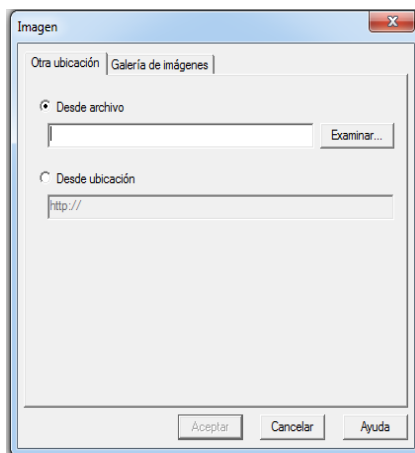 Imagen
Otra ubicación Galería de imágenes
Desde archivo
Examinar...
Desde ubicación
http://
Aceptar Cancelar Ayuda